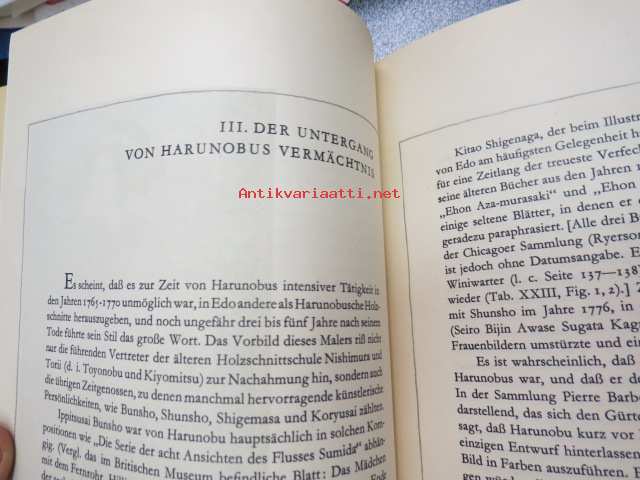 III. DER UNTERGANG
VON HARUNOBUS VERMÄCHTNIS
Antikvariaatti.net
Es scheint, daß es zur Zeit von Harunobus intensiver Tätigkeit in
den Jahren 1765-1770 unmöglich war, in Edo andere als Harunobusche Holz-
schnitte herauszugeben, und noch ungefähr drei bis fünf Jahre nach seinem
Tode führte sein Stil das große Wort. Das Vorbild dieses Malers riß nicht
nur die führenden Vertreter der älteren Holzschnittschule Nishimura und
Torii (d. i. Toyonobu und Kiyomitsu) zur Nachahmung hin, sondern auch
die übrigen Zeitgenossen, zu denen manchmal hervorragende künstlerische
Persönlichkeiten, wie Bunsho, Shunsho, Shigemasa und Koryusai zählten.
Ippitsusai Bunsho war von Harunobu hauptsächlich in solchen Kom-
positionen wie „Die Serie der acht Ansichten des Flusses Sumida“ abhän-
gig. (Vergl. das im Britischen Museum befindliche Blatt: Das Mädchen
mit dem Fernrohr,
Ende
Kitao Shigenaga, der beim Illustr
von Edo am häufigsten Gelegenheit h
für eine Zeitlang der treueste Verfech
seine älteren Bücher aus den Jahren
„Ehon Aza-murasaki“ und „Ehon
einige seltene Blätter, in denen er
geradezu paraphrasiert. [Alle drei B
der Chicagoer Sammlung (Ryerson
ist jedoch ohne Datumsangabe. E
Winiwarter (l. c. Seite 137—138)
wieder (Tab. XXIII, Fig. 1, 2).] Z
mit Shunsho im Jahre 1776, in
(Seiro Bijin Awase Sugata Kag
Frauenbildern umstürzte und ein
Es ist wahrscheinlich, daß
Harunobus war, und daß er de
In der Sammlung Pierre Barbo
darstellend, das sich den Gürte
sagt, daß Harunobu kurz vor
einzigen Entwurf hinterlassen
Bild in Farben auszuführen.
gen würde